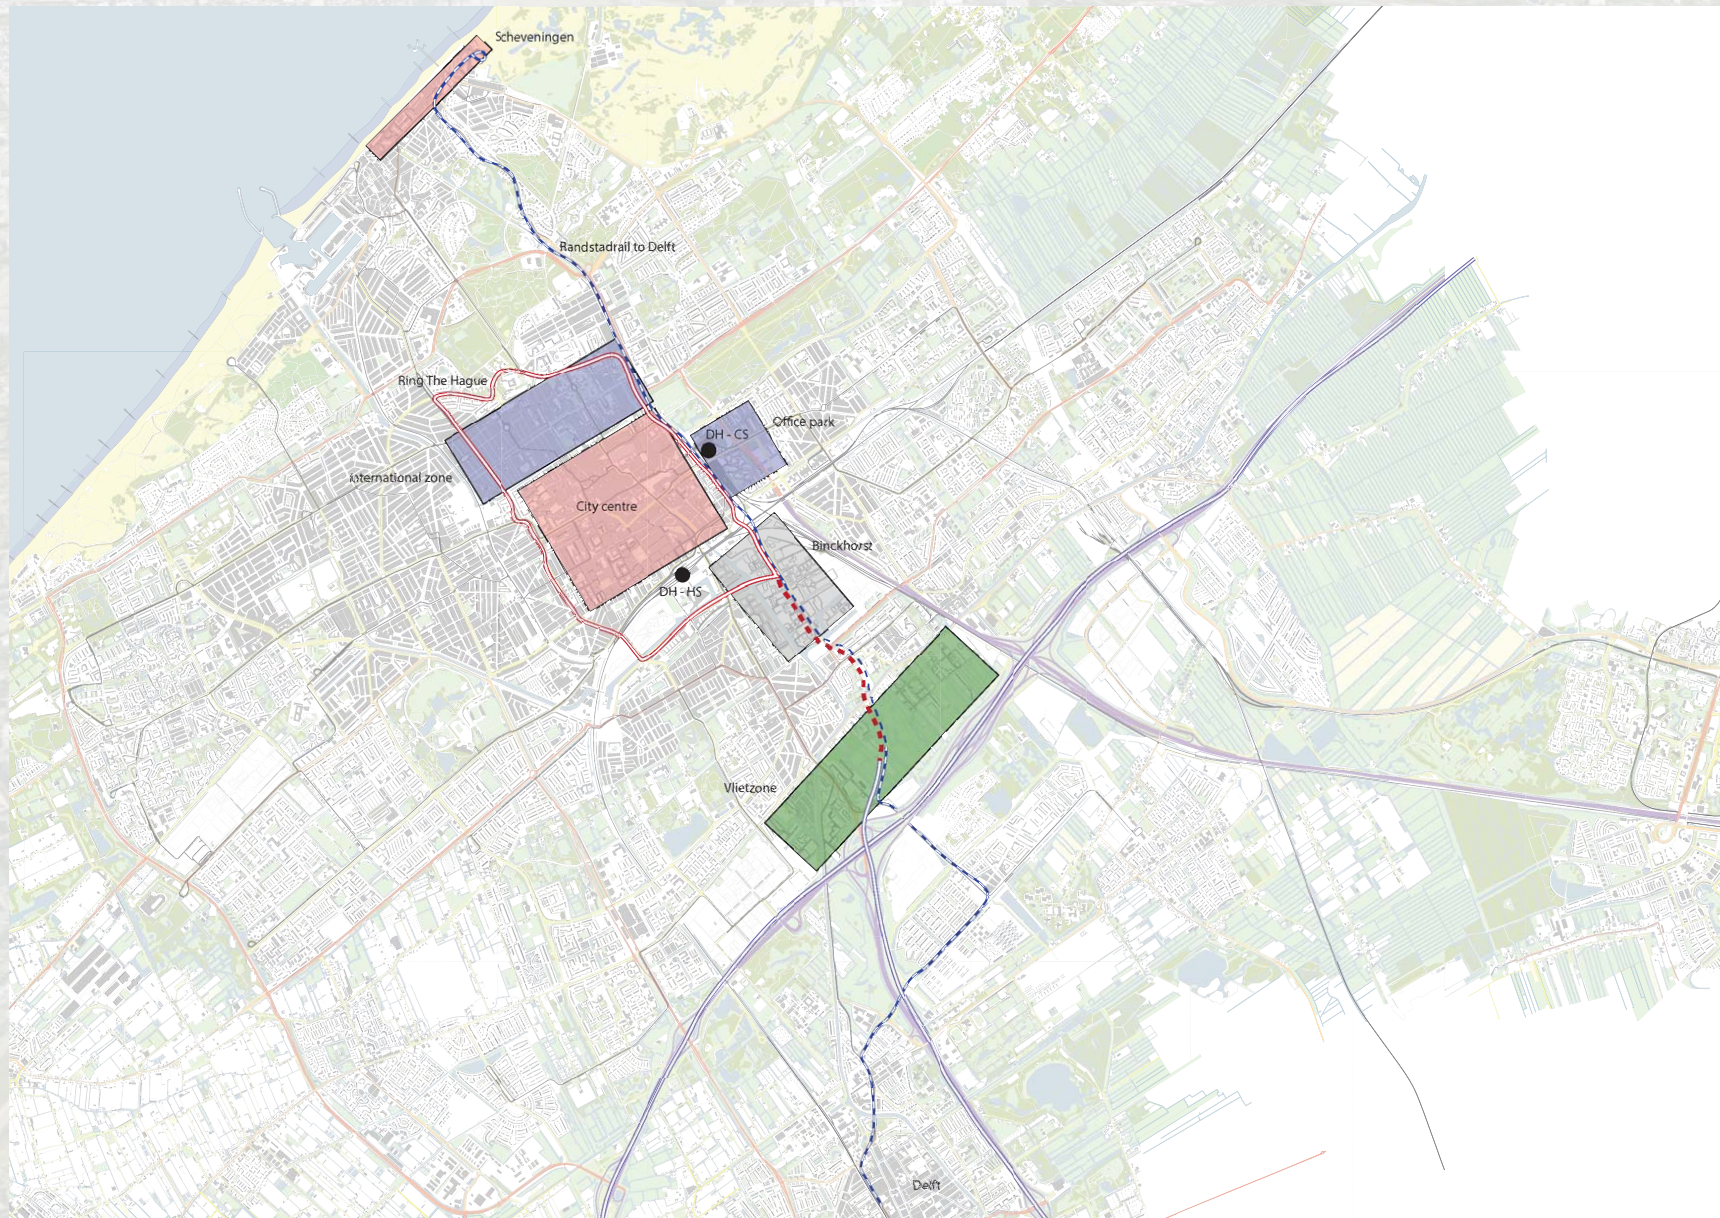 Scheveningen
Randstadrail to Delft
Ring The Hague
Office park
DH - CS
international zone
City centre
Binckhorst
DH - HS
Vlietzone
Delft